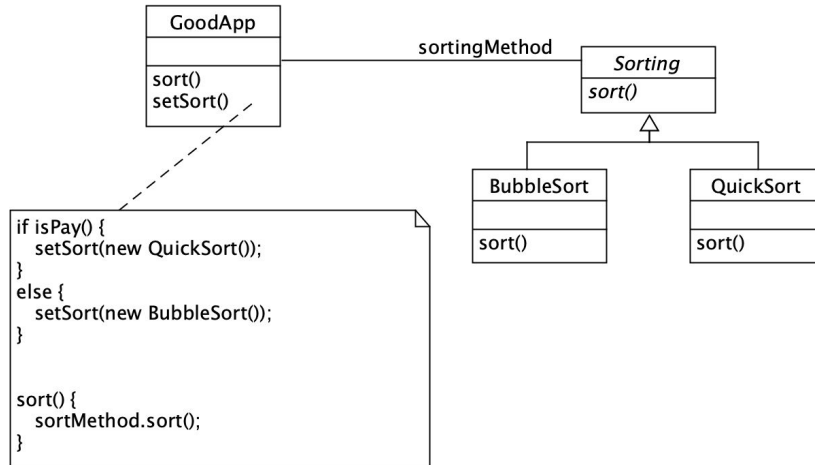 GoodApp
sort()
setSort()
sortingMethod
Sorting
sort()
BubbleSort
sort()
QuickSort
sort()
if isPay() {
setSort(new QuickSort());
}
else {
setSort(new BubbleSort());
}
sort() {
sortMethod.sort();
}